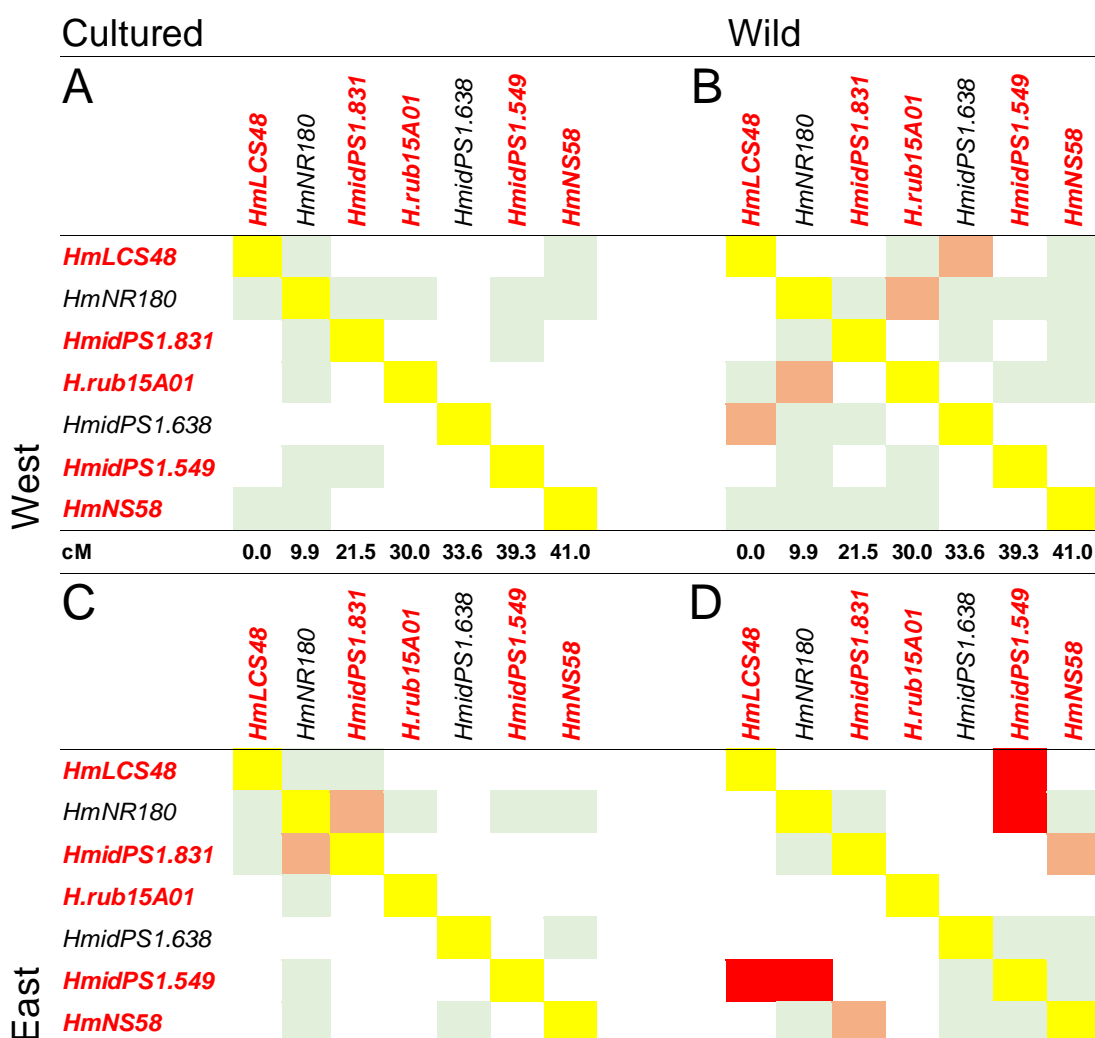 Cultured Wild
A B
HmLCS48 HmNR180 HmidPS1.831 H.rub15A01 HmidPS1.638 HmidPS1.549 HmNS58 HmLCS48 HmNR180 HmidPS1.831 H.rub15A01 HmidPS1.638 HmidPS1.549 HmNS58
West
HmLCS48
HmNR180
HmidPS1.831
H.rub15A01
HmidPS1.638
HmidPS1.549
HmNS58
cM 0.0 9.9 21.5 30.0 33.6 39.3 41.0 0.0 9.9 21.5 30.0 33.6 39.3 41.0
C D
HmLCS48 HmNR180 HmidPS1.831 H.rub15A01 HmidPS1.638 HmidPS1.549 HmNS58 HmLCS48 HmNR180 HmidPS1.831 H.rub15A01 HmidPS1.638 HmidPS1.549 HmNS58
East
HmLCS48
HmNR180
HmidPS1.831
H.rub15A01
HmidPS1.638
HmidPS1.549
HmNS58